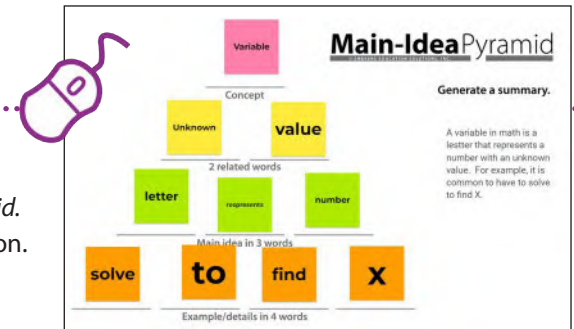 Main-Idea Pyramid
Variable
Concept
Generate a summary.
Unknown value
2 related words
A variable in math is a
lestter that represents a
number with an unknown
value. For example, it is
common to have to solve
to find X.
letter respresents number
Main idea in 3 words
id.
on.
solve to find X
Example/details in 4 words